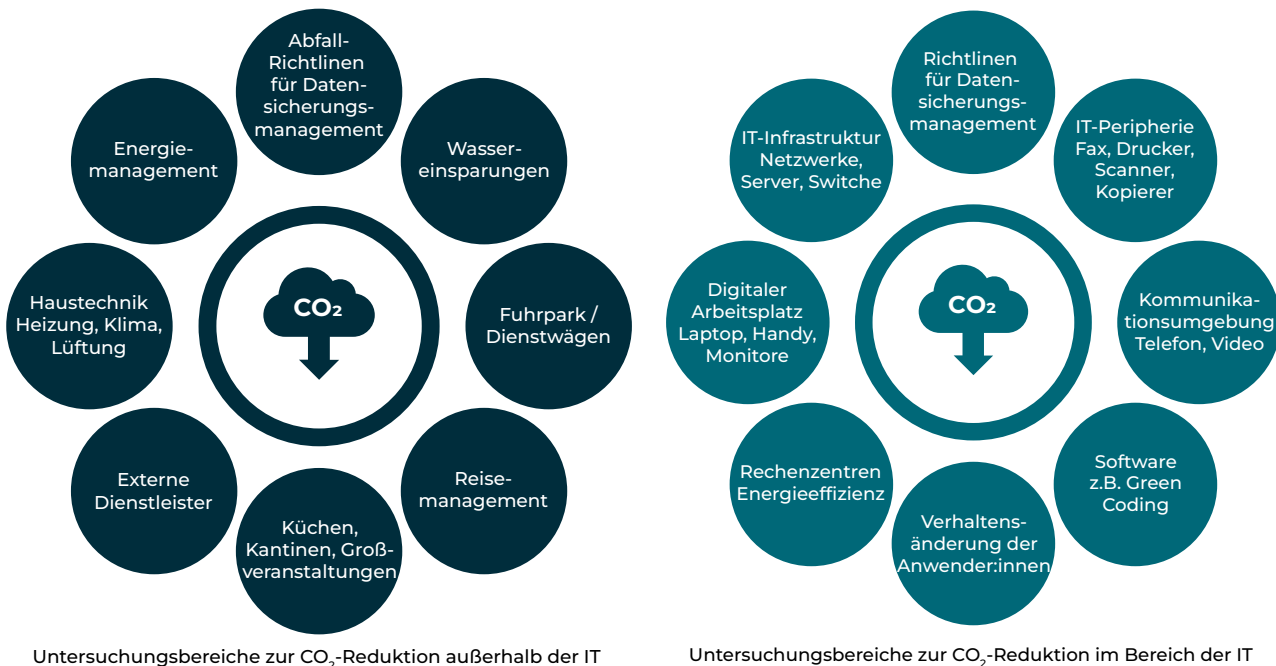 Abfall-
Richtlinen
für Daten-
sicherungs-
management
Wasser-
einsparungen
Fuhrpark /
Dienstwägen
Reise-
management
Küchen,
Kantinen, Groß-
veranstaltungen
Externe
Dienstleister
Haustechnik
Heizung, Klima,
Lüftung
Energie-
management
CO₂
Untersuchungsbereiche zur CO₂-Reduktion außerhalb der IT
Richtlinen
für Daten-
sicherungs-
management
IT-Peripherie
Fax, Drucker,
Scanner,
Kopierer
Kommunika-
tionsumgebung
Telefon, Video
Software
z.B. Green
Coding
Verhaltens-
änderung der
Anwender:innen
Rechenzentren
Energieeffizienz
Digitaler
Arbeitsplatz
Laptop, Handy,
Monitore
IT-Infrastruktur
Netzwerke,
Server, Switche
CO₂
Untersuchungsbereiche zur CO₂-Reduktion im Bereich der IT